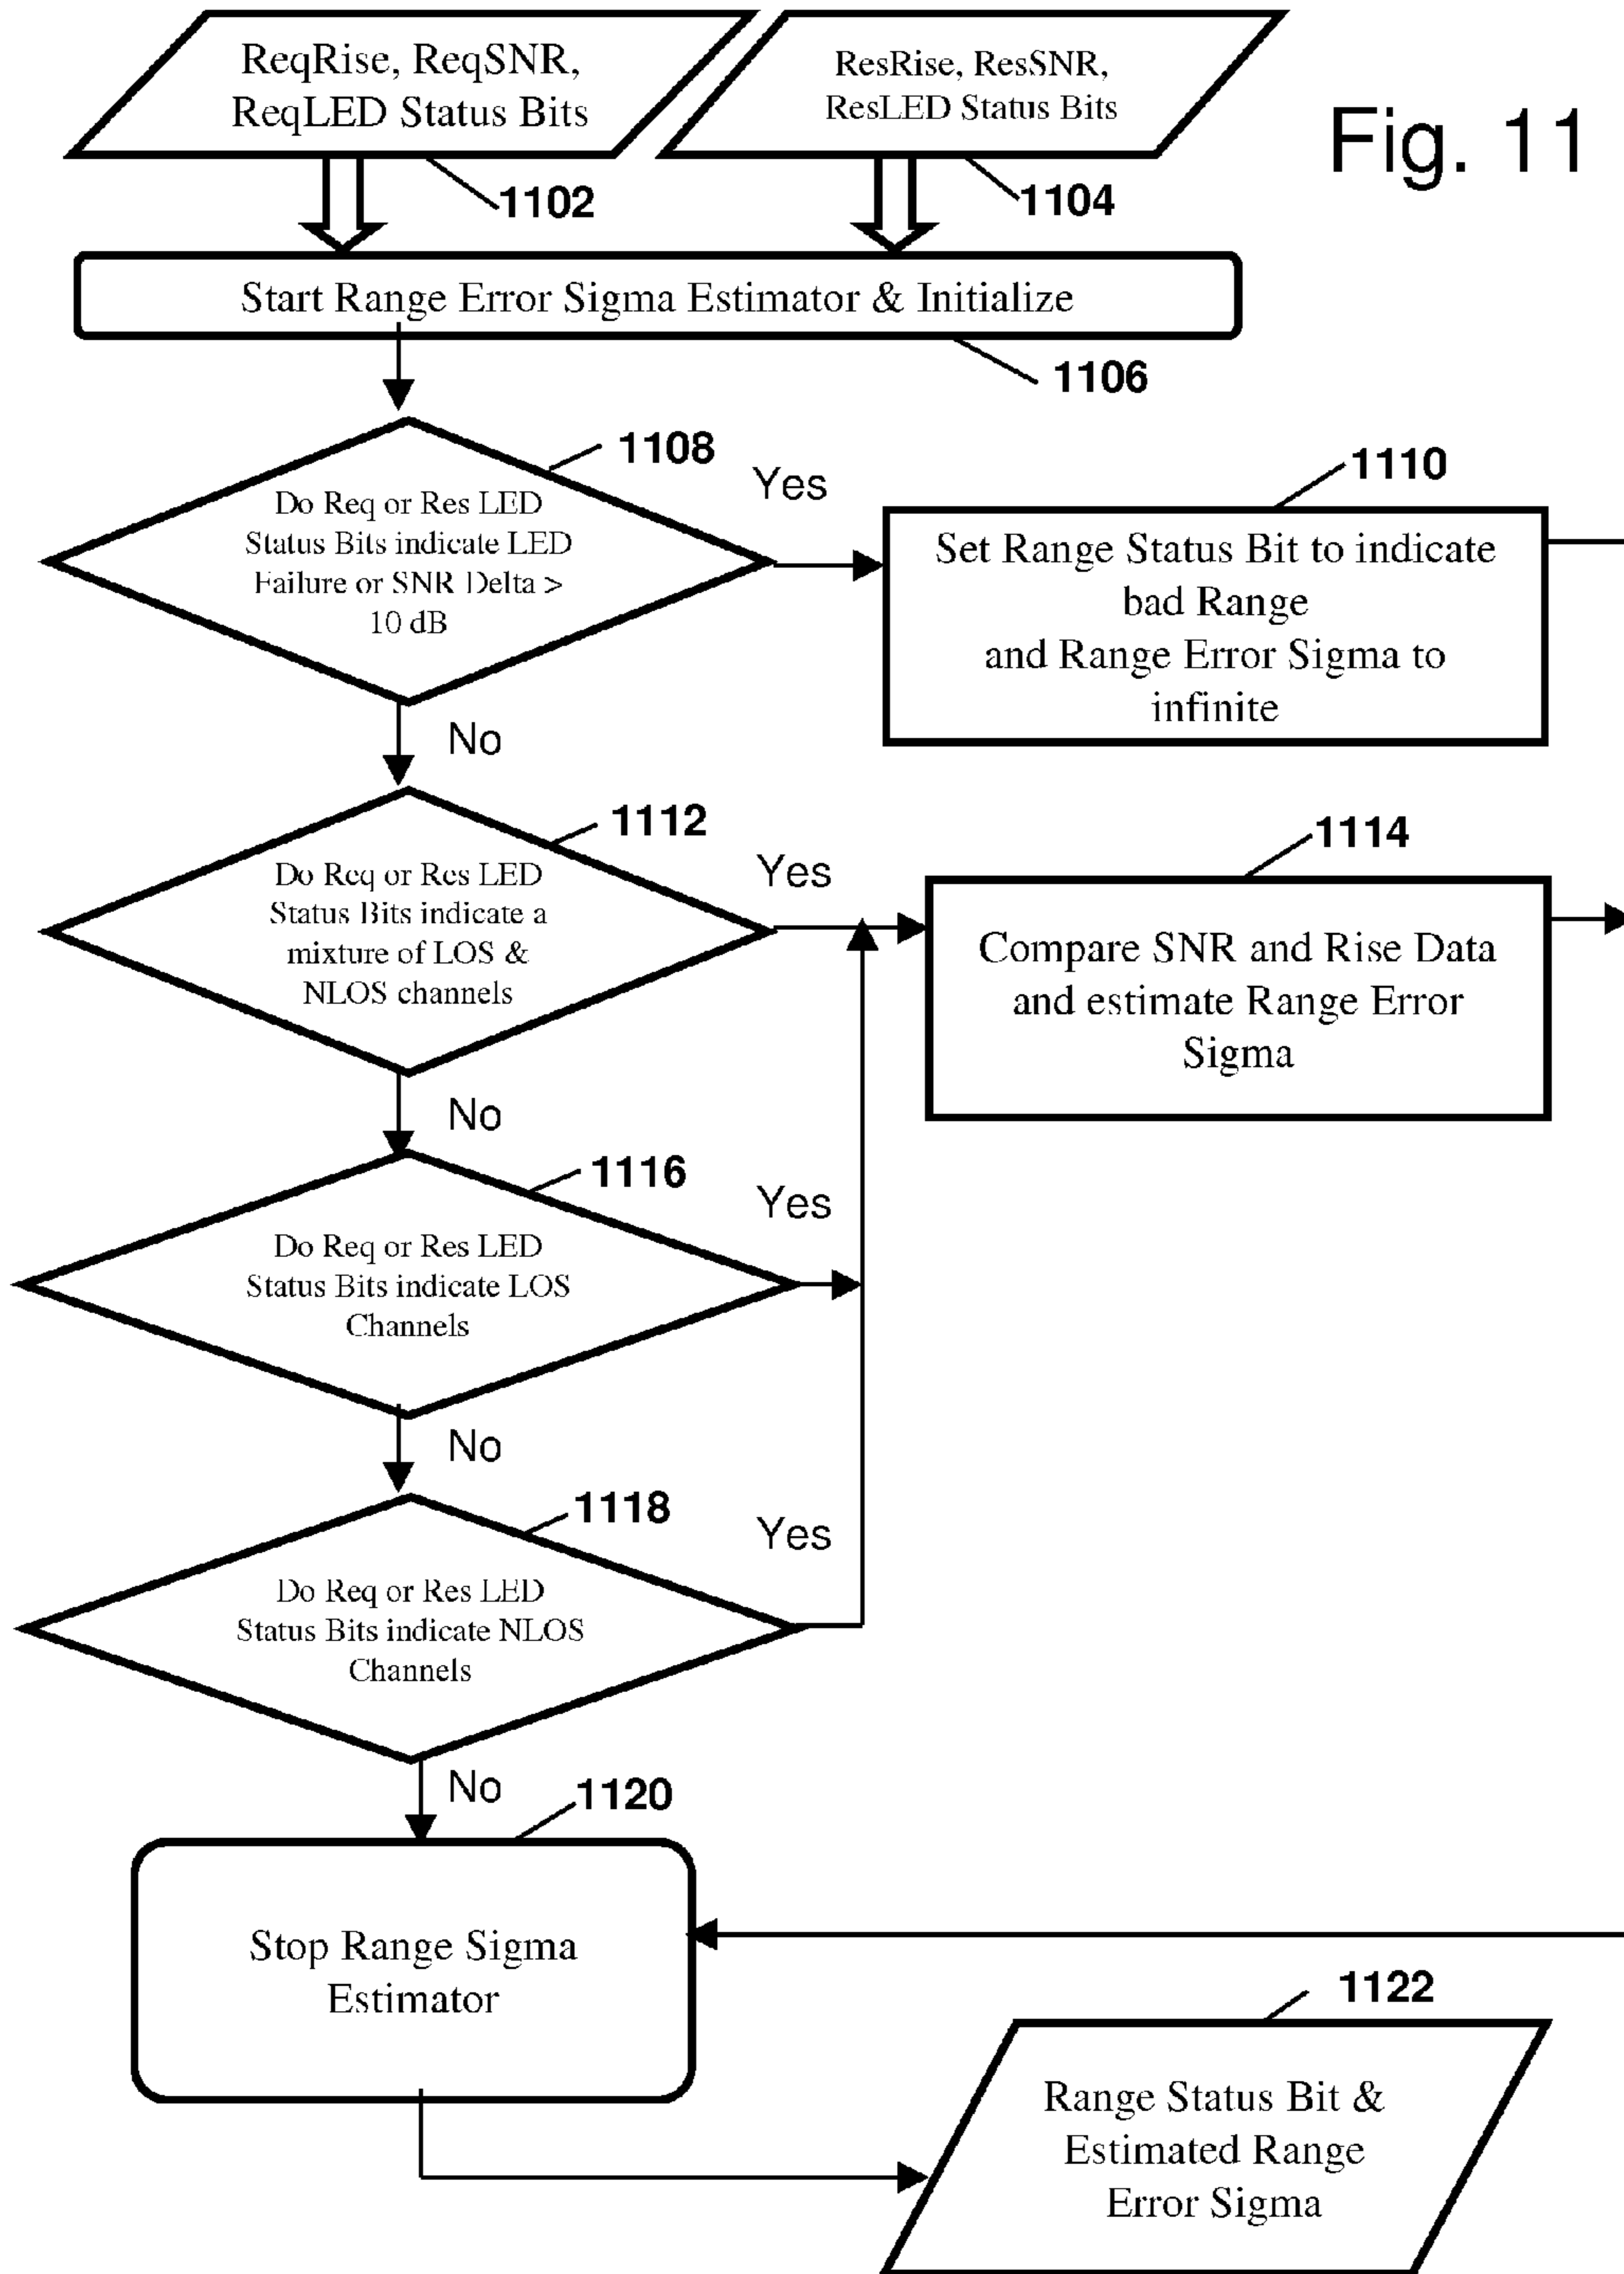 ReqRise, ReqSNR,
ReqLED Status Bits
ResRise, ResSNR,
ResLED Status Bits
Fig. 11
1102
1104
Start Range Error Sigma Estimator & Initialize
1106
1108
Do Req or Res LED
Status Bits indicate LED
Failure or SNR Delta >
10 dB
Yes
1110
Set Range Status Bit to indicate
bad Range
and Range Error Sigma to
infinite
No
1112
Do Req or Res LED
Status Bits indicate a
mixture of LOS &
NLOS channels
Yes
1114
Compare SNR and Rise Data
and estimate Range Error
Sigma
No
1116
Do Req or Res LED
Status Bits indicate LOS
Channels
Yes
No
1118
Do Req or Res LED
Status Bits indicate NLOS
Channels
Yes
No
1120
Stop Range Sigma
Estimator
1122
Range Status Bit &
Estimated Range
Error Sigma